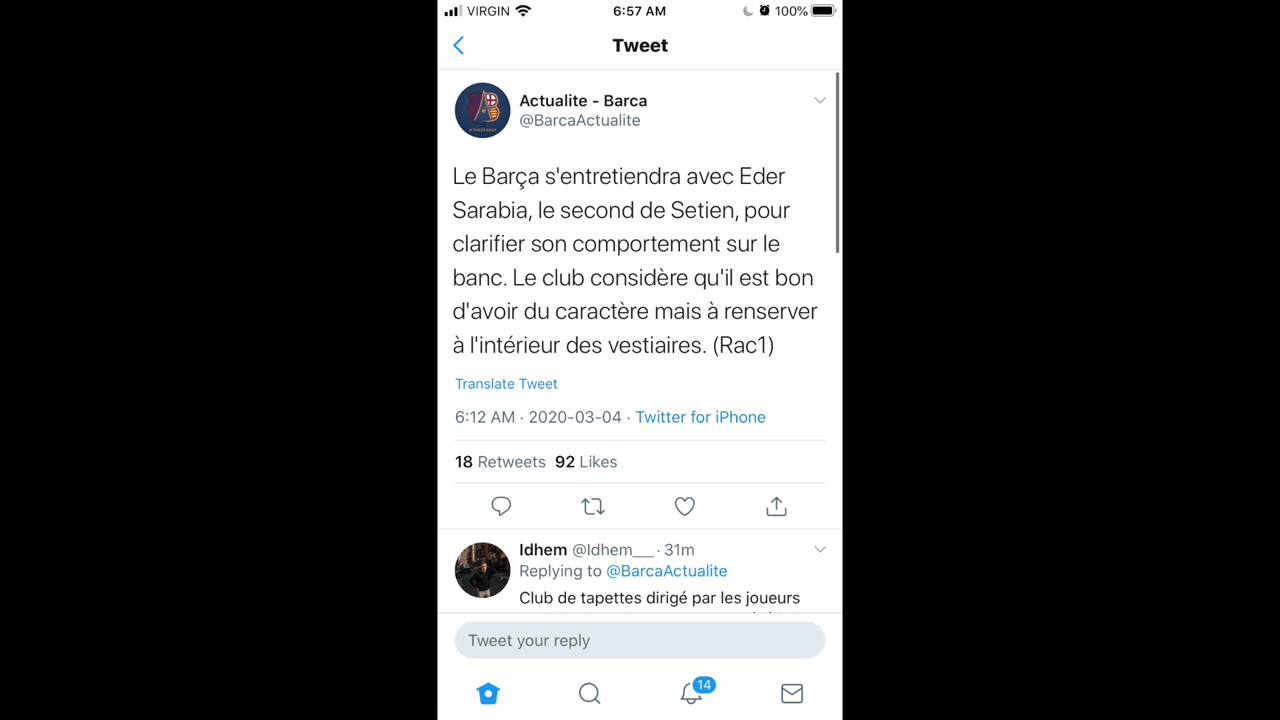 VIRGIN 6:57 AM 100%
Tweet
Actualite - Barca
@BarcaActualite
Le Barça s'entretiendra avec Eder
Sarabia, le second de Setien, pour
clarifier son comportement sur le
banc. Le club considère qu'il est bon
d'avoir du caractère mais à renserver
à l'intérieur des vestiaires. (Rac1)
Translate Tweet
6:12 AM · 2020-03-04 · Twitter for iPhone
18 Retweets 92 Likes
Idhem @Idhem___ · 31m
Replying to @BarcaActualite
Club de tapettes dirigé par les joueurs
Tweet your reply
14